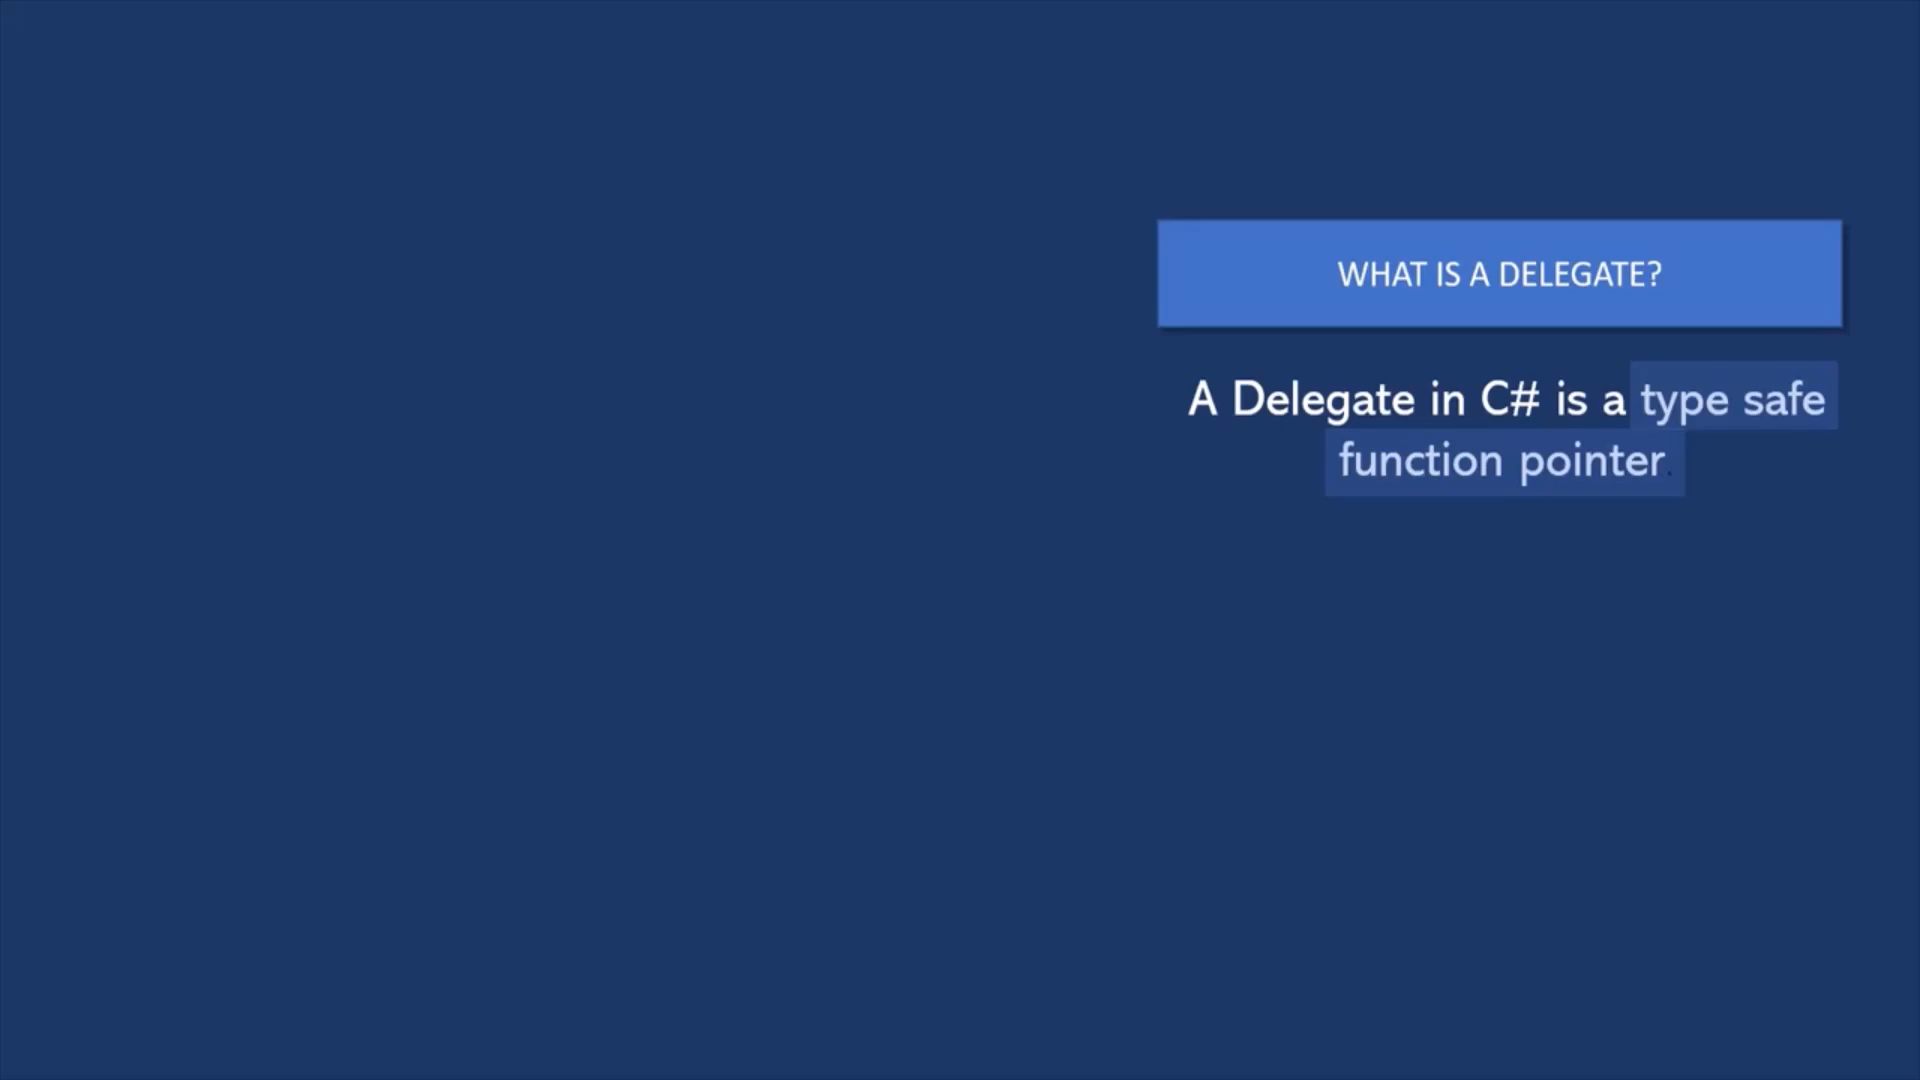 WHAT IS A DELEGATE?
A Delegate in C# is a type safe
function pointer.